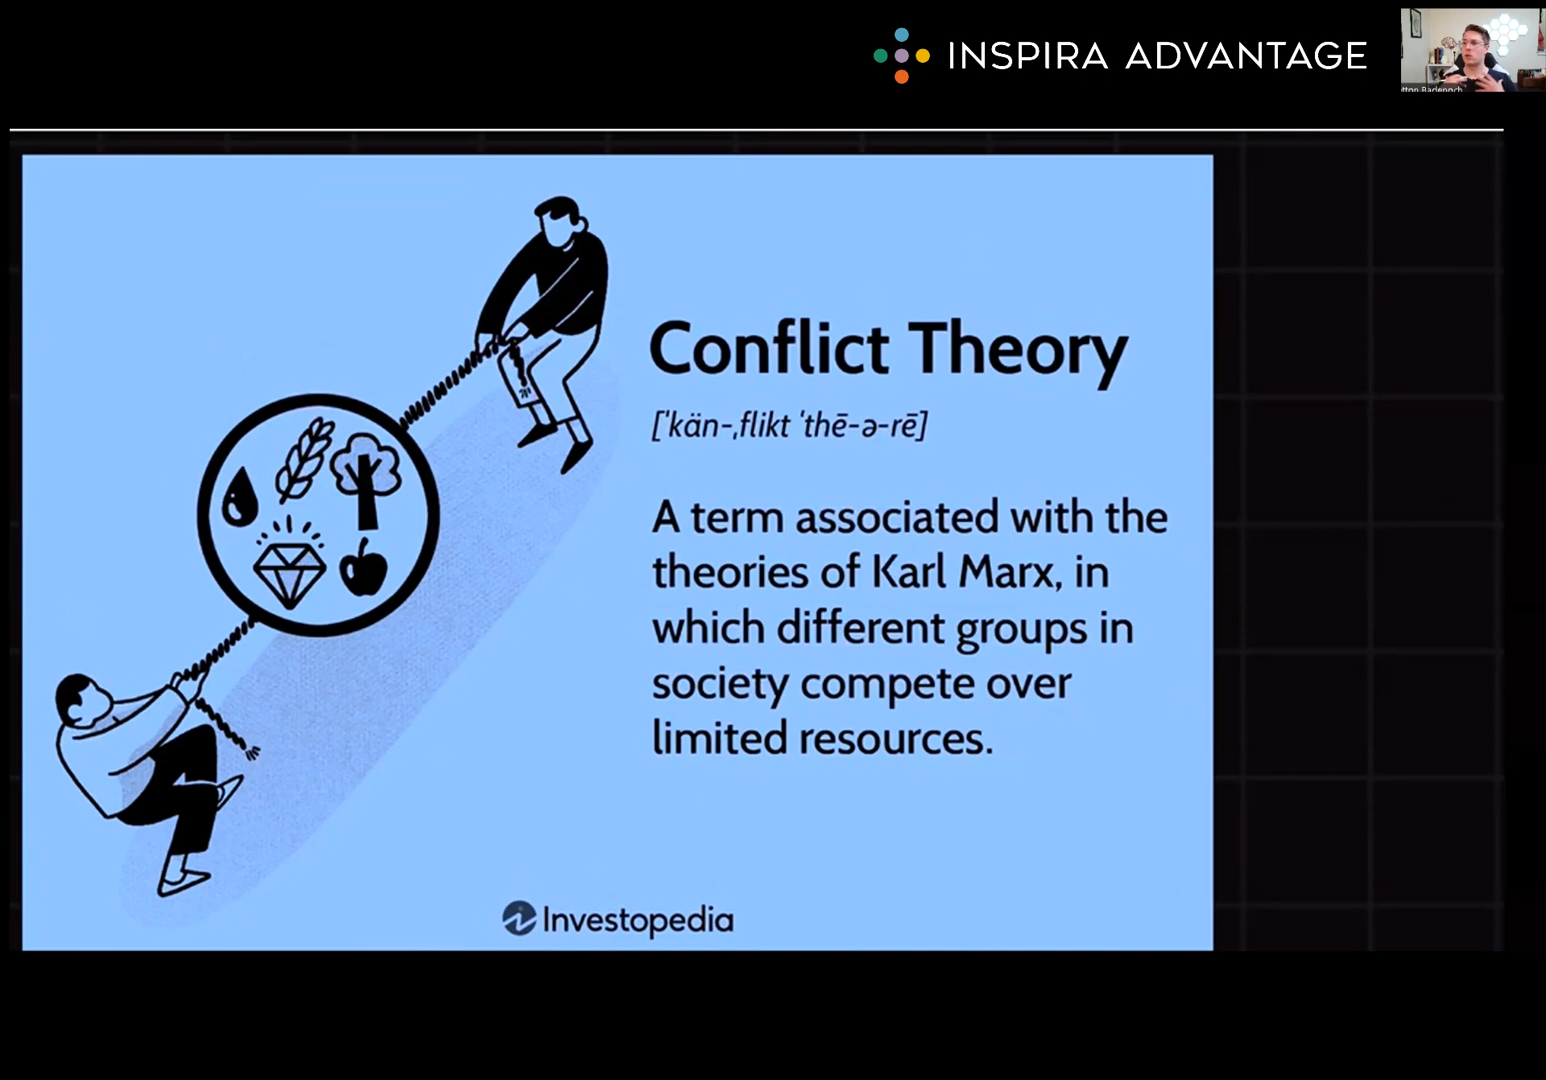 INSPIRA ADVANTAGE
Badenoch
Conflict Theory
[ˈkän-ˌflikt ˈthē-ə-rē]
A term associated with the
theories of Karl Marx, in
which different groups in
society compete over
limited resources.
Investopedia